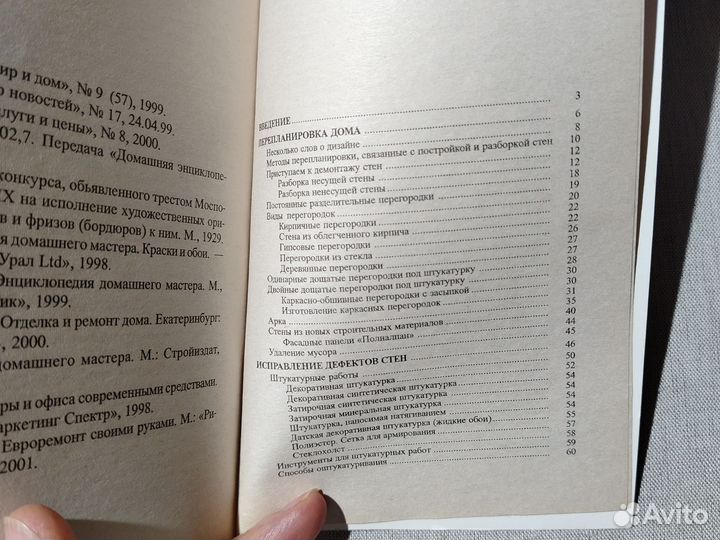 ир и дом», № 9 (57), 1999.
о новостей», № 17, 24.04.99.
луги и цены», № 8, 2000.
02,7. Передача «Домашняя энциклопе-
конкурса, объявленного трестом Моспо-
IX на исполнение художественных ори-
в и фризов (бордюров) к ним. М., 1929.
я домашнего мастера. Краски и обои. —
Урал Ltd», 1998.
Энциклопедия домашнего мастера. М.,
ик», 1999.
Отделка и ремонт дома. Екатеринбург:
, 2000.
домашнего мастера. М.: Стройиздат,
ры и офиса современными средствами.
аркетинг Спектр», 1998.
Евроремонт своими руками. М.: «Ри-
2001.
ВВЕДЕНИЕ 3
ПЕРЕПЛАНИРОВКА ДОМА 6
Несколько слов о дизайне 8
Методы перепланировки, связанные с постройкой и разборкой стен 10
Приступаем к демонтажу стен 12
Разборка несущей стены 12
Разборка ненесущей стены 18
Постоянные разделительные перегородки 19
Виды перегородок 20
Кирпичные перегородки 22
Стена из облегченного кирпича 26
Гипсовые перегородки 27
Перегородки из стекла 27
Деревянные перегородки 28
Одинарные дощатые перегородки под штукатурку 30
Двойные дощатые перегородки под штукатурку 30
Каркасно-обшивные перегородки с засыпкой 31
Изготовление каркасных перегородок 35
Арка 40
Стены из новых строительных материалов 44
Фасадные панели «Полиалпан» 45
Удаление мусора 46
ИСПРАВЛЕНИЕ ДЕФЕКТОВ СТЕН 50
Штукатурные работы 52
Декоративная штукатурка 54
Декоративная синтетическая штукатурка 54
Затирочная синтетическая штукатурка 54
Затирочная минеральная штукатурка 54
Штукатурка, наносимая натягиванием 55
Датская декоративная штукатурка (жидкие обои) 57
Полиэстер. Сетка для армирования 58
Стеклохолст 59
Инструменты для штукатурных работ 60
Способы оштукатуривания
Avito